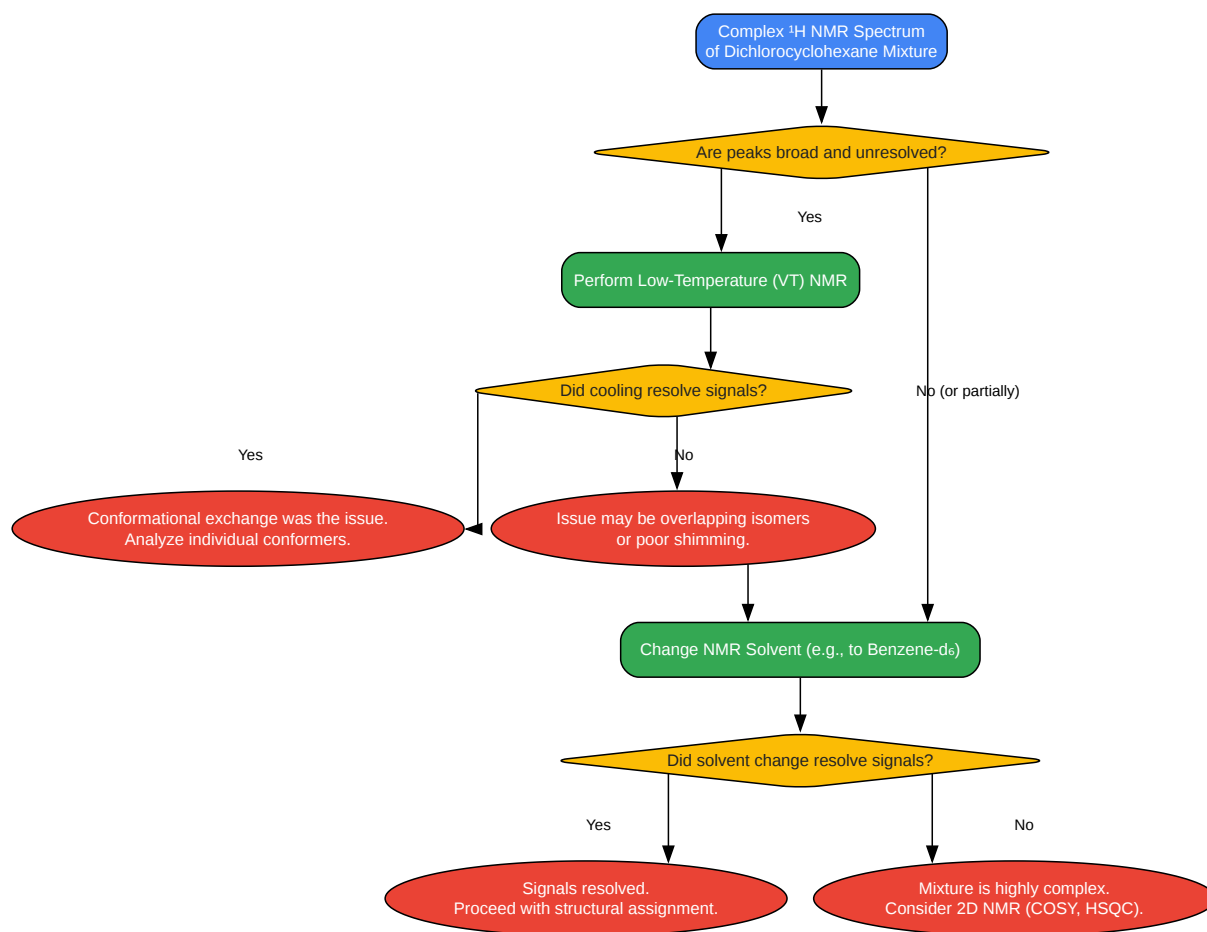 Complex ¹H NMR Spectrum
of Dichlorocyclohexane Mixture
Are peaks broad and unresolved?
Yes
Perform Low-Temperature (VT) NMR
Did cooling resolve signals?
No (or partially)
Yes
No
Conformational exchange was the issue.
Analyze individual conformers.
Issue may be overlapping isomers
or poor shimming.
Change NMR Solvent (e.g., to Benzene-d₆)
Did solvent change resolve signals?
Yes
No
Signals resolved.
Proceed with structural assignment.
Mixture is highly complex.
Consider 2D NMR (COSY, HSQC).